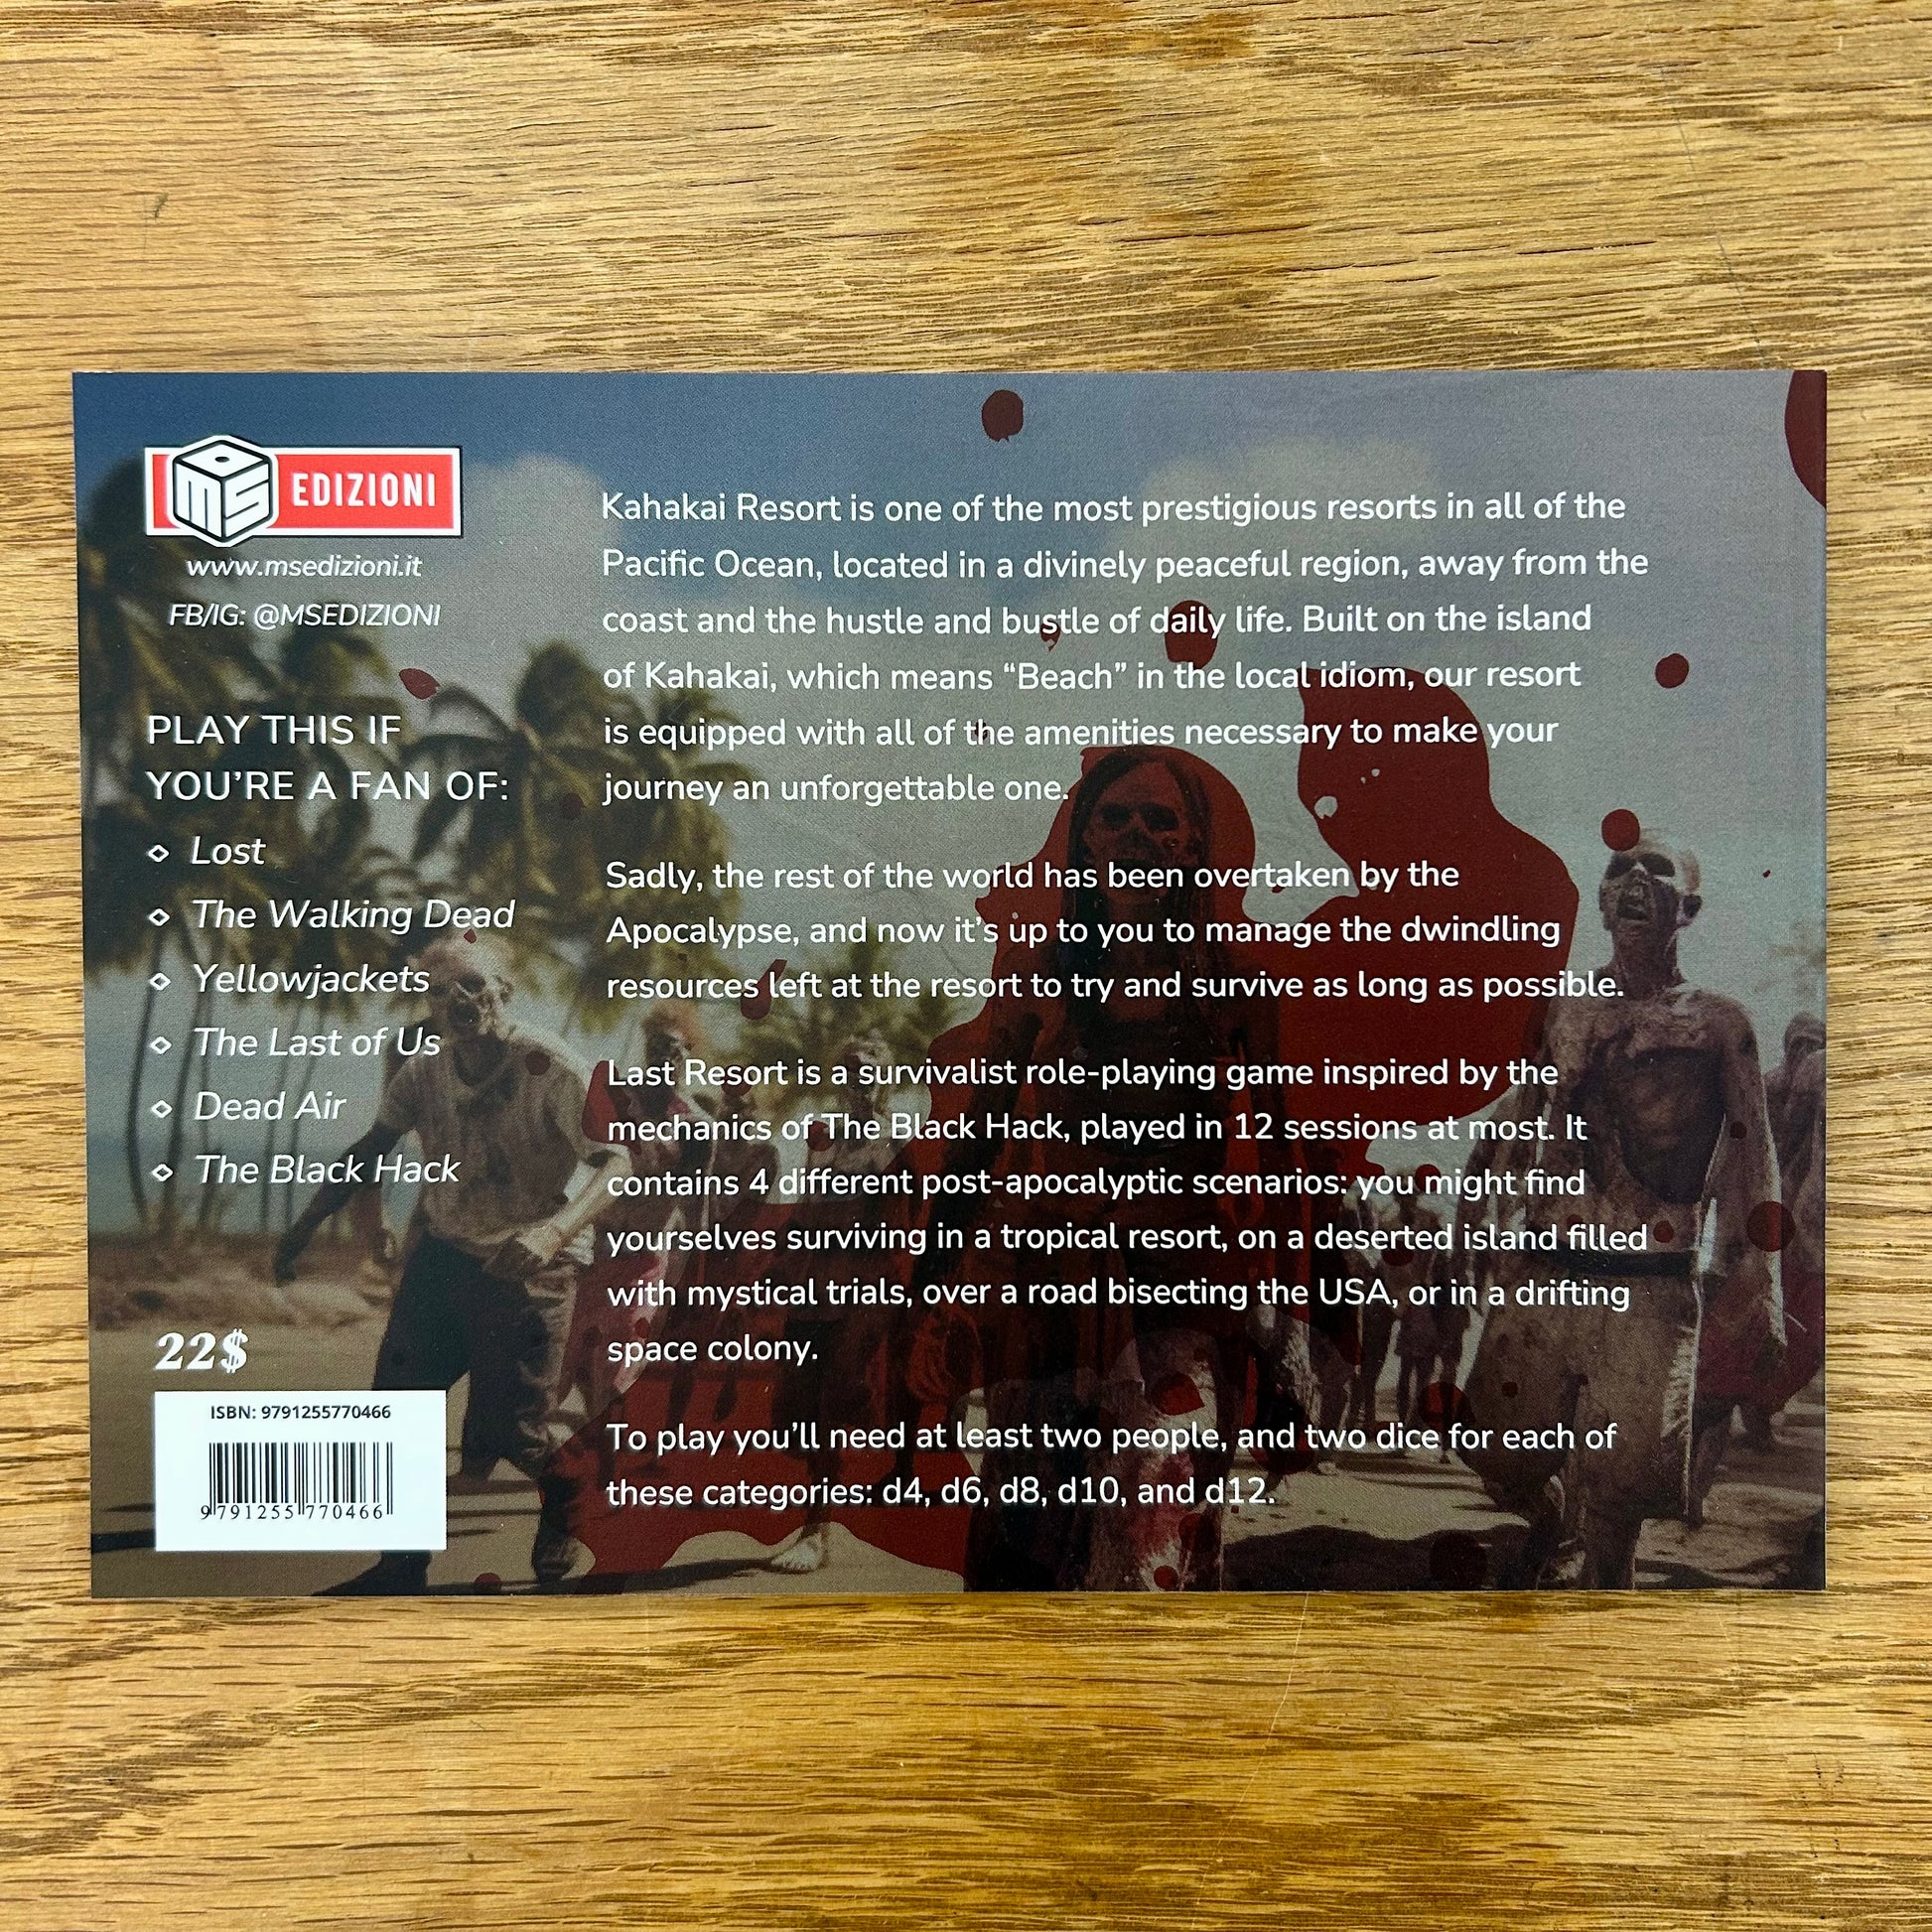 MS EDIZIONI
www.msedizioni.it
FB/IG: @MSEDIZIONI
PLAY THIS IF
YOU’RE A FAN OF:
Lost
The Walking Dead
Yellowjackets
The Last of Us
Dead Air
The Black Hack
22$
ISBN: 9791255770466
9 791255 770466
Kahakai Resort is one of the most prestigious resorts in all of the
Pacific Ocean, located in a divinely peaceful region, away from the
coast and the hustle and bustle of daily life. Built on the island
of Kahakai, which means “Beach” in the local idiom, our resort
is equipped with all of the amenities necessary to make your
journey an unforgettable one.
Sadly, the rest of the world has been overtaken by the
Apocalypse, and now it’s up to you to manage the dwindling
resources left at the resort to try and survive as long as possible.
Last Resort is a survivalist role-playing game inspired by the
mechanics of The Black Hack, played in 12 sessions at most. It
contains 4 different post-apocalyptic scenarios: you might find
yourselves surviving in a tropical resort, on a deserted island filled
with mystical trials, over a road bisecting the USA, or in a drifting
space colony.
To play you’ll need at least two people, and two dice for each of
these categories: d4, d6, d8, d10, and d12.